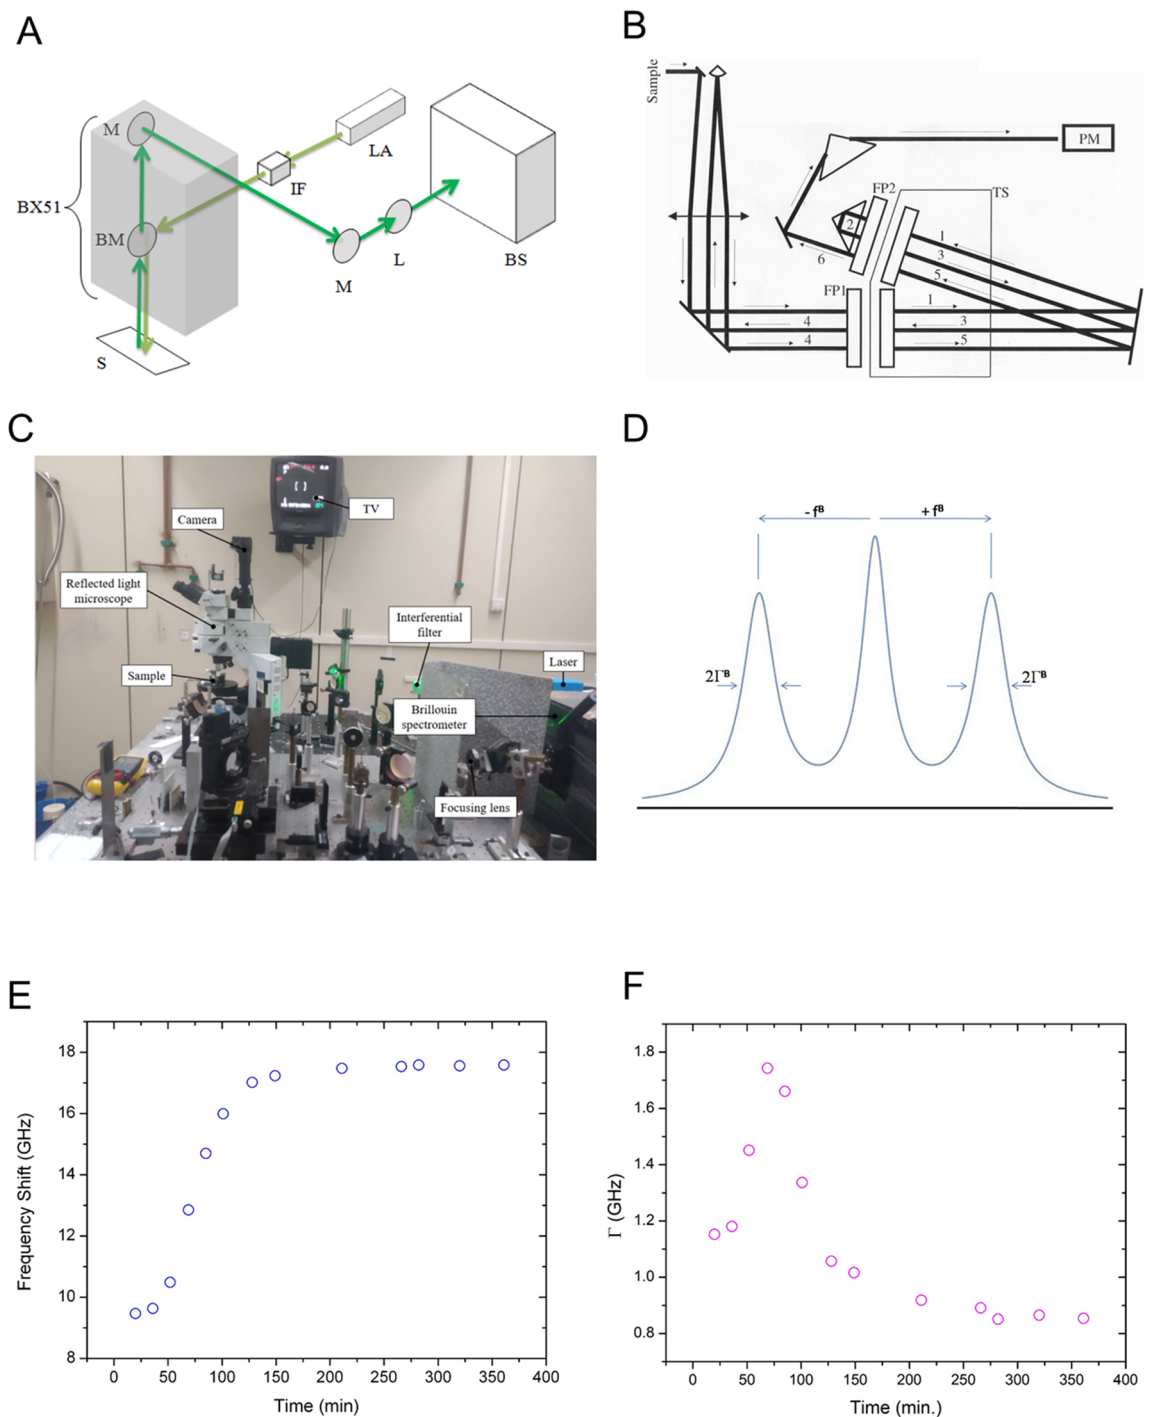 A
M
LA
IF
BX51
BM
M
L
BS
S
B
Sample
PM
FP2
TS
2
1
3
5
6
FP1
1
4
3
4
5
C
TV
Camera
Reflected light
microscope
Interferential
filter
Sample
Laser
Brillouin
spectrometer
Focusing lens
D
- fᴮ
+ fᴮ
2Γᴮ
2Γᴮ
E
18
16
14
12
10
8
Frequency Shift (GHz)
0 50 100 150 200 250 300 350 400
Time (min)
F
1.8
1.6
1.4
1.2
1.0
0.8
Γ (GHz)
0 50 100 150 200 250 300 350 400
Time (min.)